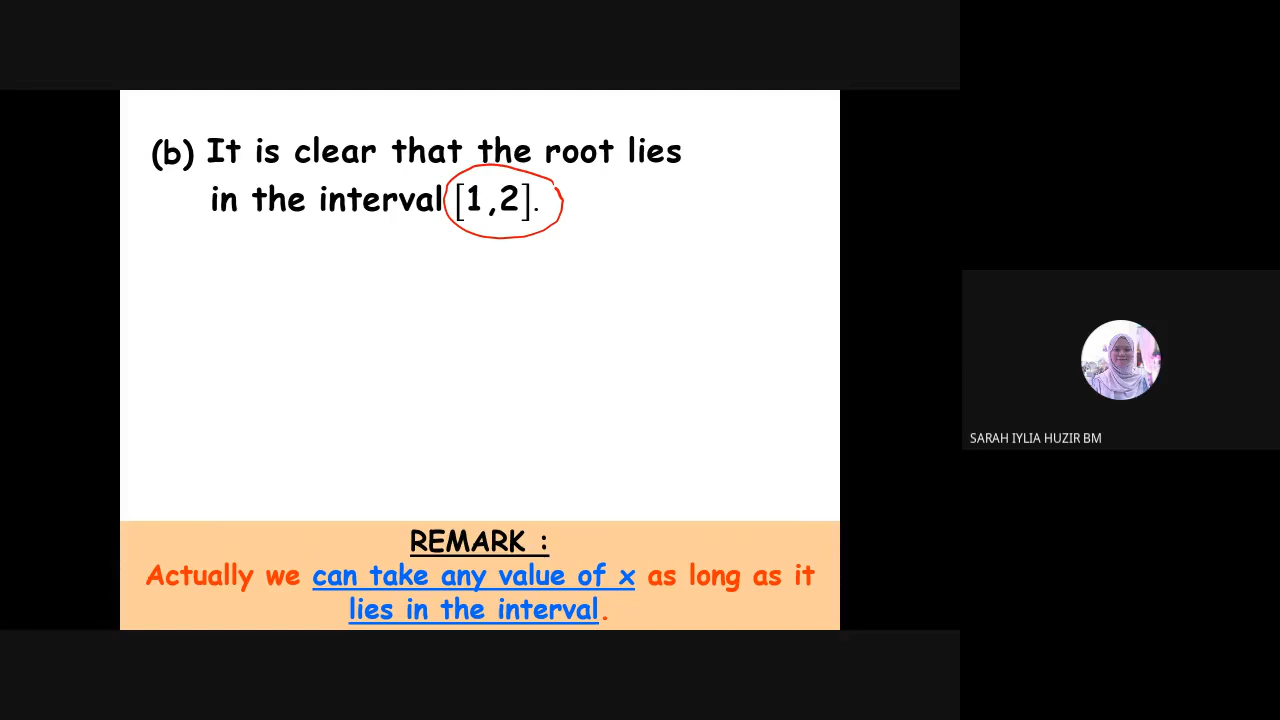 (b) It is clear that the root lies
in the interval [1,2].
REMARK :
Actually we can take any value of x as long as it
lies in the interval.
SARAH IYLIA HUZIR BM